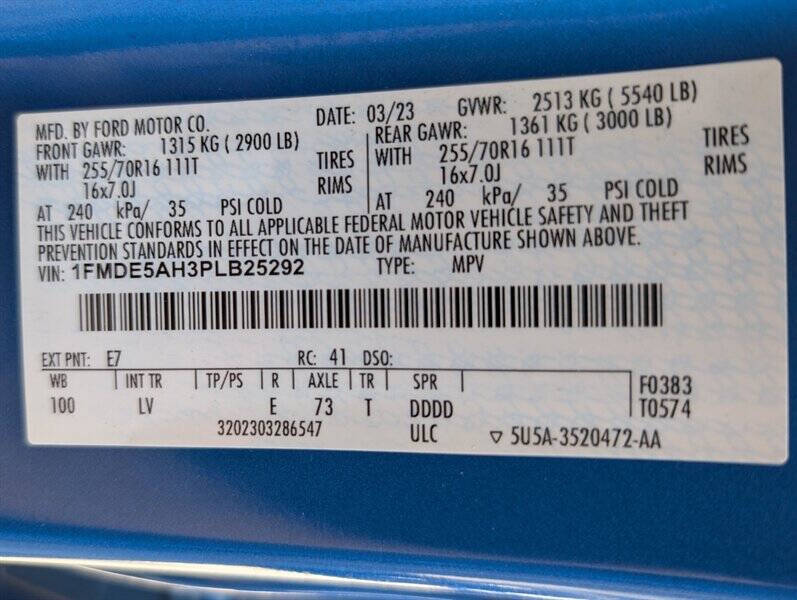 MFD. BY FORD MOTOR CO. DATE: 03/23 GVWR: 2513 KG ( 5540 LB)
FRONT GAWR: 1315 KG ( 2900 LB) REAR GAWR: 1361 KG ( 3000 LB)
WITH 255/70R16 111T TIRES WITH 255/70R16 111T TIRES
16x7.0J RIMS 16x7.0J RIMS
AT 240 kPa/ 35 PSI COLD AT 240 kPa/ 35 PSI COLD
THIS VEHICLE CONFORMS TO ALL APPLICABLE FEDERAL MOTOR VEHICLE SAFETY AND THEFT
PREVENTION STANDARDS IN EFFECT ON THE DATE OF MANUFACTURE SHOWN ABOVE.
VIN: 1FMDE5AH3PLB25292 TYPE: MPV
EXT PNT: E7 RC: 41 DSO:
WB INT TR TP/PS R AXLE TR SPR F0383
100 LV E 73 T DDDD T0574
3202303286547 ULC ▽ 5U5A-3520472-AA